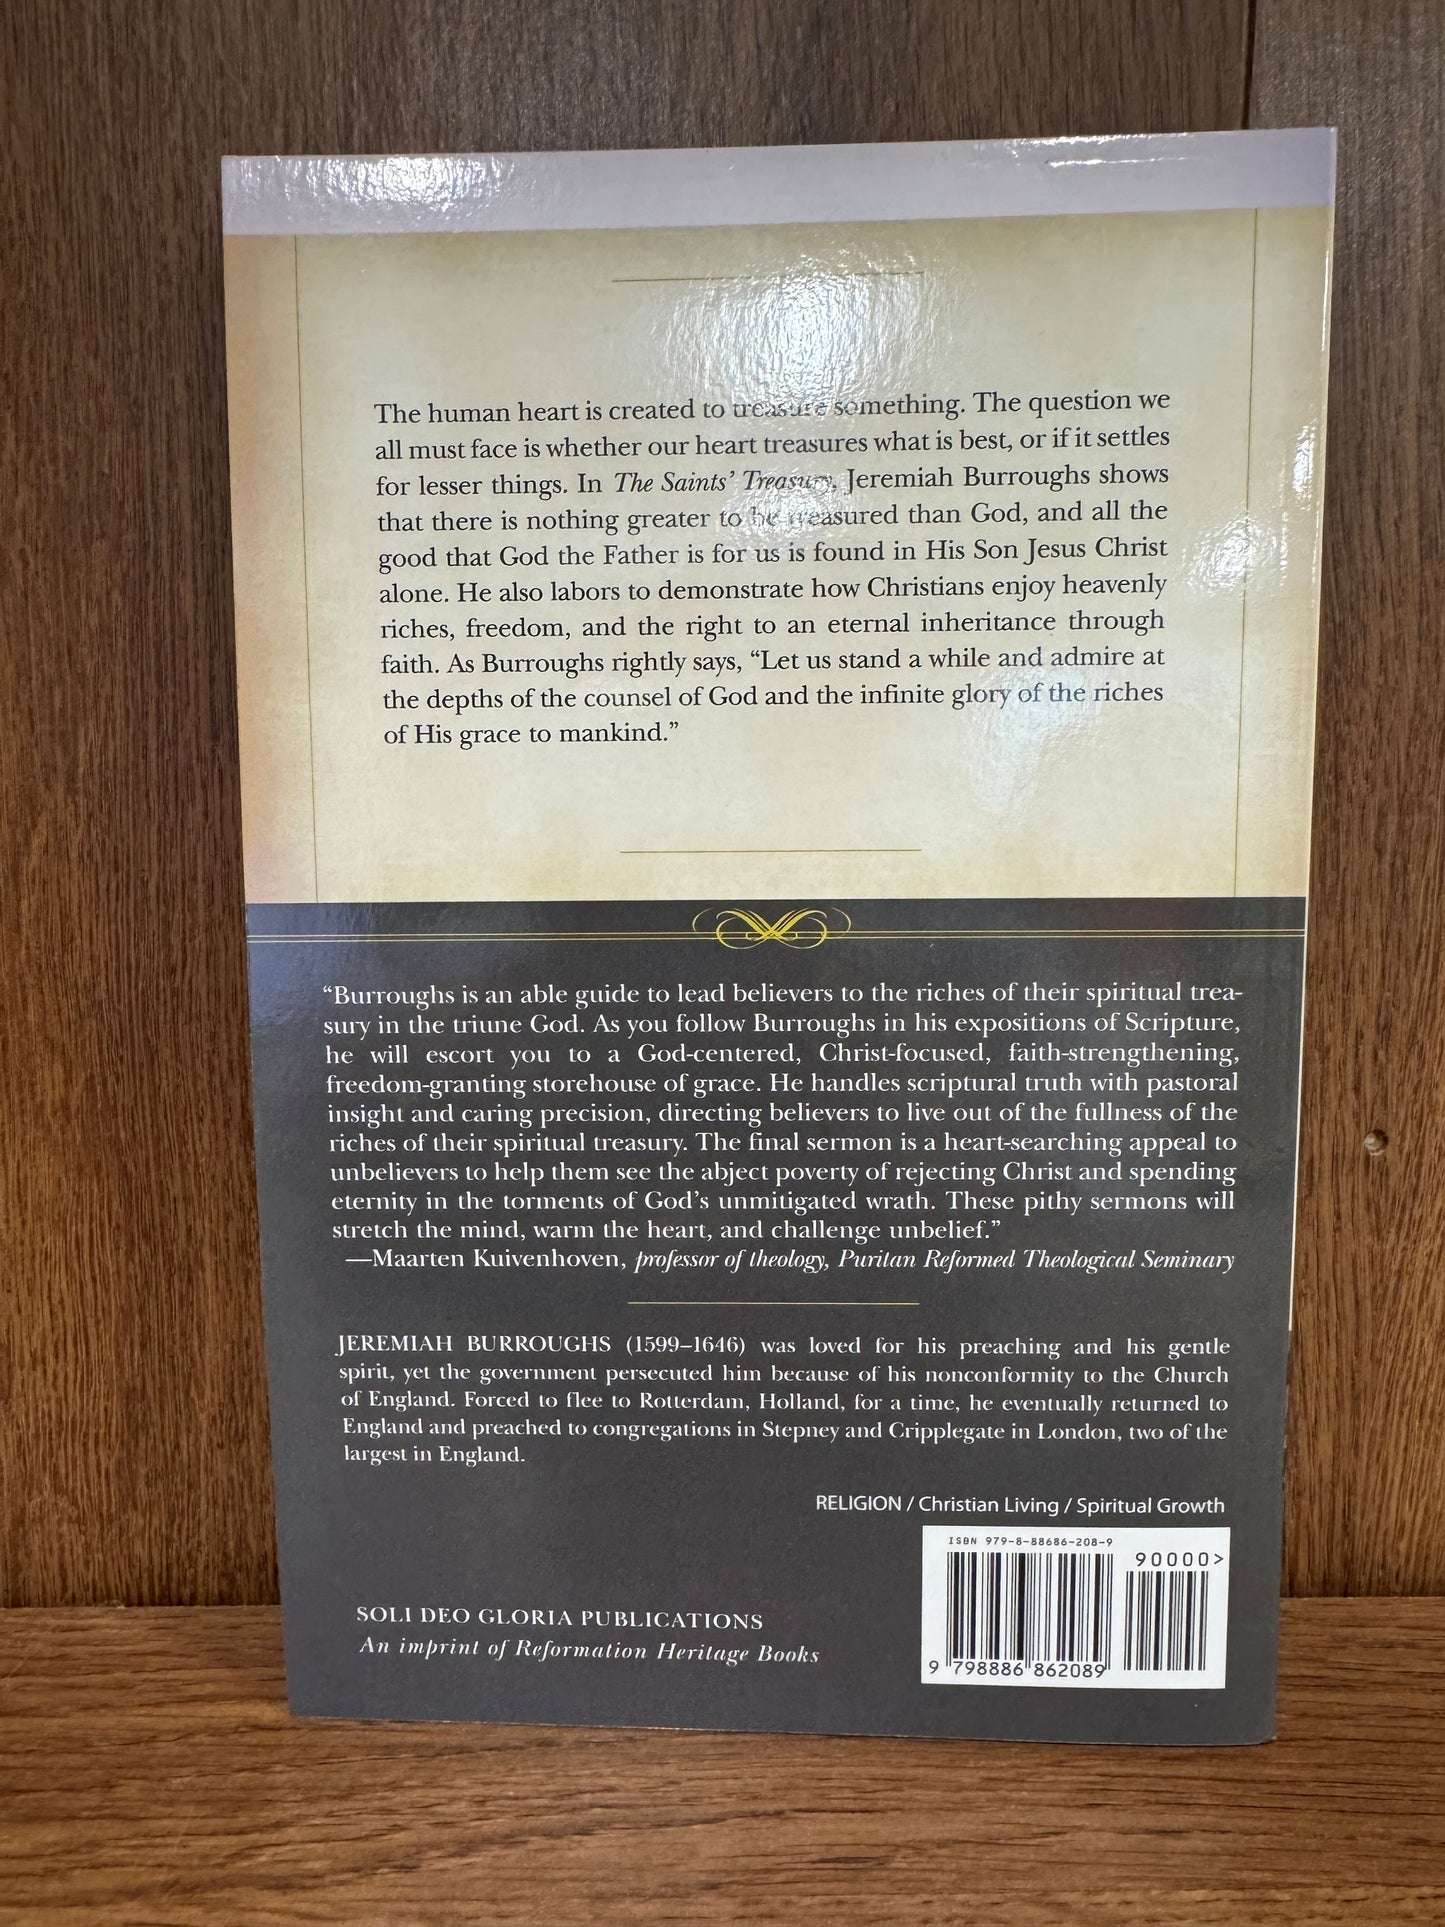 The human heart is created to treasure something. The question we
all must face is whether our heart treasures what is best, or if it settles
for lesser things. In The Saints’ Treasury, Jeremiah Burroughs shows
that there is nothing greater to be treasured than God, and all the
good that God the Father is for us is found in His Son Jesus Christ
alone. He also labors to demonstrate how Christians enjoy heavenly
riches, freedom, and the right to an eternal inheritance through
faith. As Burroughs rightly says, “Let us stand a while and admire at
the depths of the counsel of God and the infinite glory of the riches
of His grace to mankind.”
“Burroughs is an able guide to lead believers to the riches of their spiritual trea-
sury in the triune God. As you follow Burroughs in his expositions of Scripture,
he will escort you to a God-centered, Christ-focused, faith-strengthening,
freedom-granting storehouse of grace. He handles scriptural truth with pastoral
insight and caring precision, directing believers to live out of the fullness of the
riches of their spiritual treasury. The final sermon is a heart-searching appeal to
unbelievers to help them see the abject poverty of rejecting Christ and spending
eternity in the torments of God’s unmitigated wrath. These pithy sermons will
stretch the mind, warm the heart, and challenge unbelief.”
—Maarten Kuivenhoven, professor of theology, Puritan Reformed Theological Seminary
JEREMIAH BURROUGHS (1599–1646) was loved for his preaching and his gentle
spirit, yet the government persecuted him because of his nonconformity to the Church
of England. Forced to flee to Rotterdam, Holland, for a time, he eventually returned to
England and preached to congregations in Stepney and Cripplegate in London, two of the
largest in England.
RELIGION / Christian Living / Spiritual Growth
ISBN 979-8-88686-208-9
90000>
9 798886 862089
SOLI DEO GLORIA PUBLICATIONS
An imprint of Reformation Heritage Books